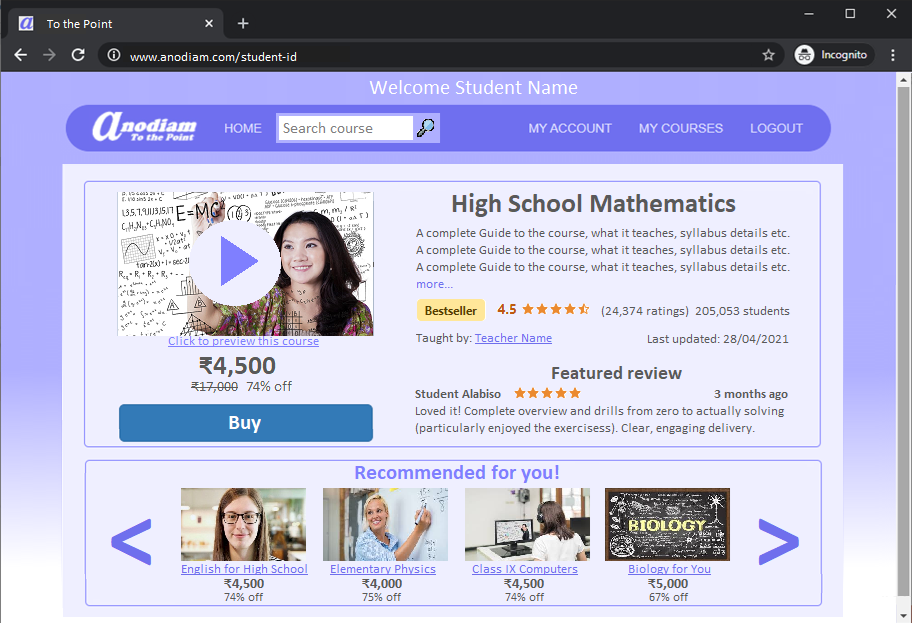 To the Point
www.anodiam.com/student-id
Incognito
Welcome Student Name
anodiam
To the Point
HOME
Search course
MY ACCOUNT
MY COURSES
LOGOUT
E=MC²
High School Mathematics
A complete Guide to the course, what it teaches, syllabus details etc.
A complete Guide to the course, what it teaches, syllabus details etc.
A complete Guide to the course, what it teaches, syllabus details etc.
more...
Bestseller 4.5 (24,374 ratings) 205,053 students
Taught by: Teacher Name Last updated: 28/04/2021
Click to preview this course
₹4,500
₹17,000 74% off
Buy
Featured review
Student Alabiso 3 months ago
Loved it! Complete overview and drills from zero to actually solving
(particularly enjoyed the exercisess). Clear, engaging delivery.
Recommended for you!
<
BIOLOGY
>
English for High School
₹4,500
74% off
Elementary Physics
₹4,000
75% off
Class IX Computers
₹4,500
74% off
Biology for You
₹5,000
67% off